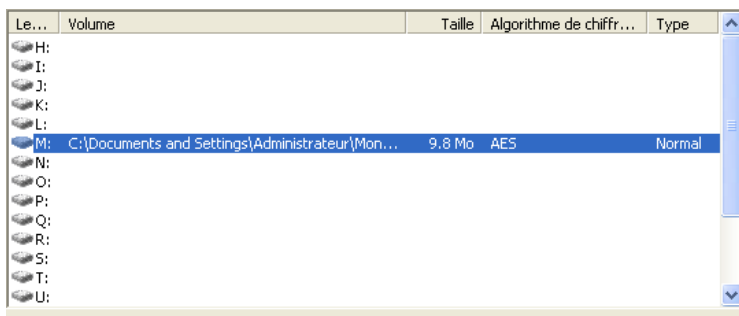 Le... Volume Taille Algorithme de chiffr... Type
H:
I:
J:
K:
L:
M: C:\Documents and Settings\Administrateur\Mon... 9.8 Mo AES Normal
N:
O:
P:
Q:
R:
S:
T:
U: